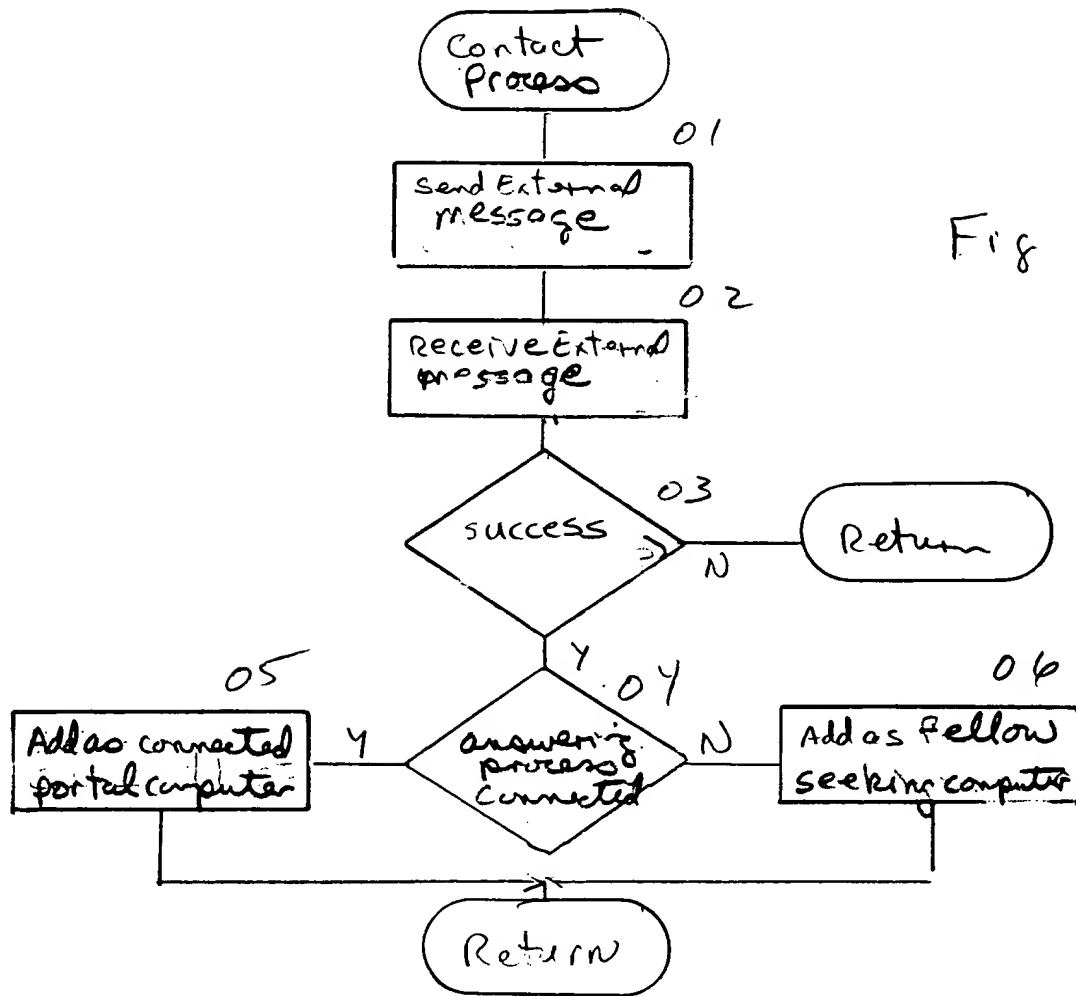 Contact
Process
01
Send External
message
Fig
02
Receive External
message
03
success
N
Return
Y
04
05
06
Add as connected
portal computer
Y
answering
process
connected
N
Add as fellow
seeking computer
Return